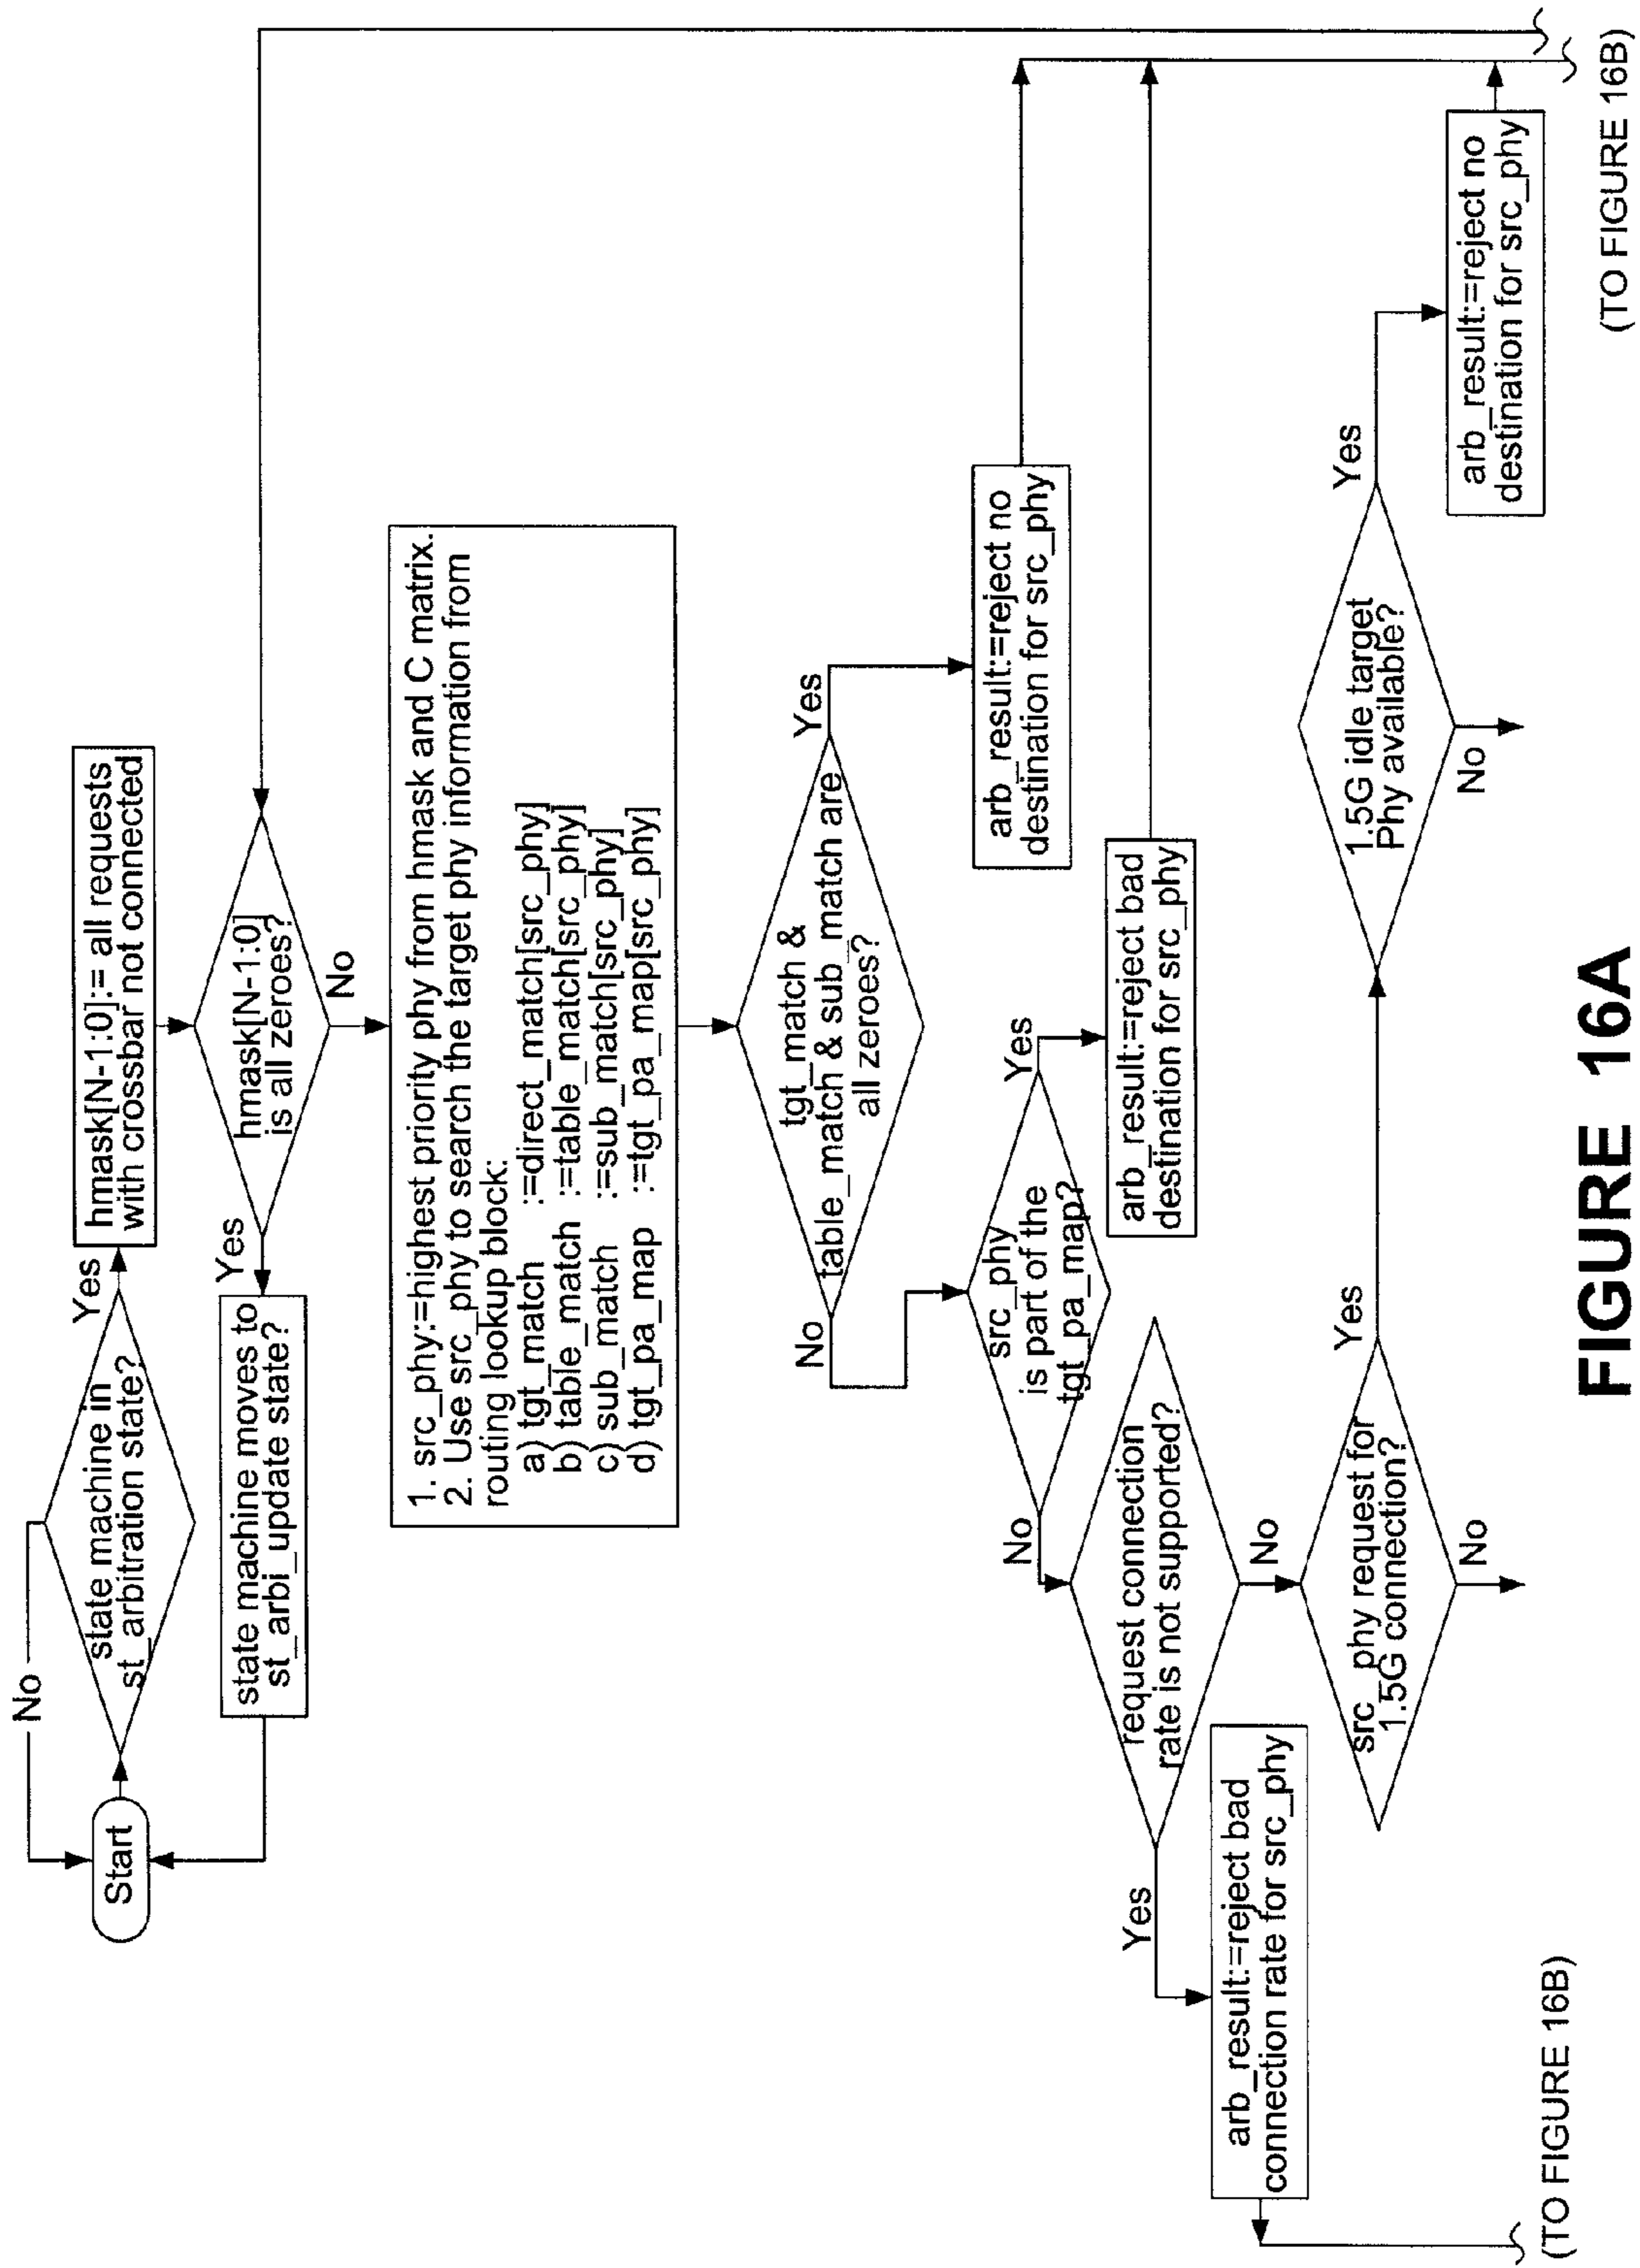 No
Start
state machine in
st_arbitration state?
Yes
hmask[N-1:0]:= all requests
with crossbar not connected
hmask[N-1:0]
is all zeroes?
Yes
state machine moves to
st_arbi_update state?
No
1. src_phy:=highest priority phy from hmask and C matrix.
2. Use src_phy to search the target phy information from
routing lookup block:
a) tgt_match :=direct_match[src_phy]
b) table_match :=table_match[src_phy]
c) sub_match :=sub_match[src_phy]
d) tgt_pa_map :=tgt_pa_map[src_phy]
tgt_match &
table_match & sub_match are
all zeroes?
Yes
arb_result:=reject no
destination for src_phy
No
src_phy
is part of the
tgt_pa_map?
Yes
arb_result:=reject bad
destination for src_phy
No
request connection
rate is not supported?
Yes
arb_result:=reject bad
connection rate for src_phy
No
src_phy request for
1.5G connection?
Yes
No
1.5G idle target
Phy available?
Yes
No
arb_result:=reject no
destination for src_phy
(TO FIGURE 16B)
(TO FIGURE 16B)
FIGURE 16A